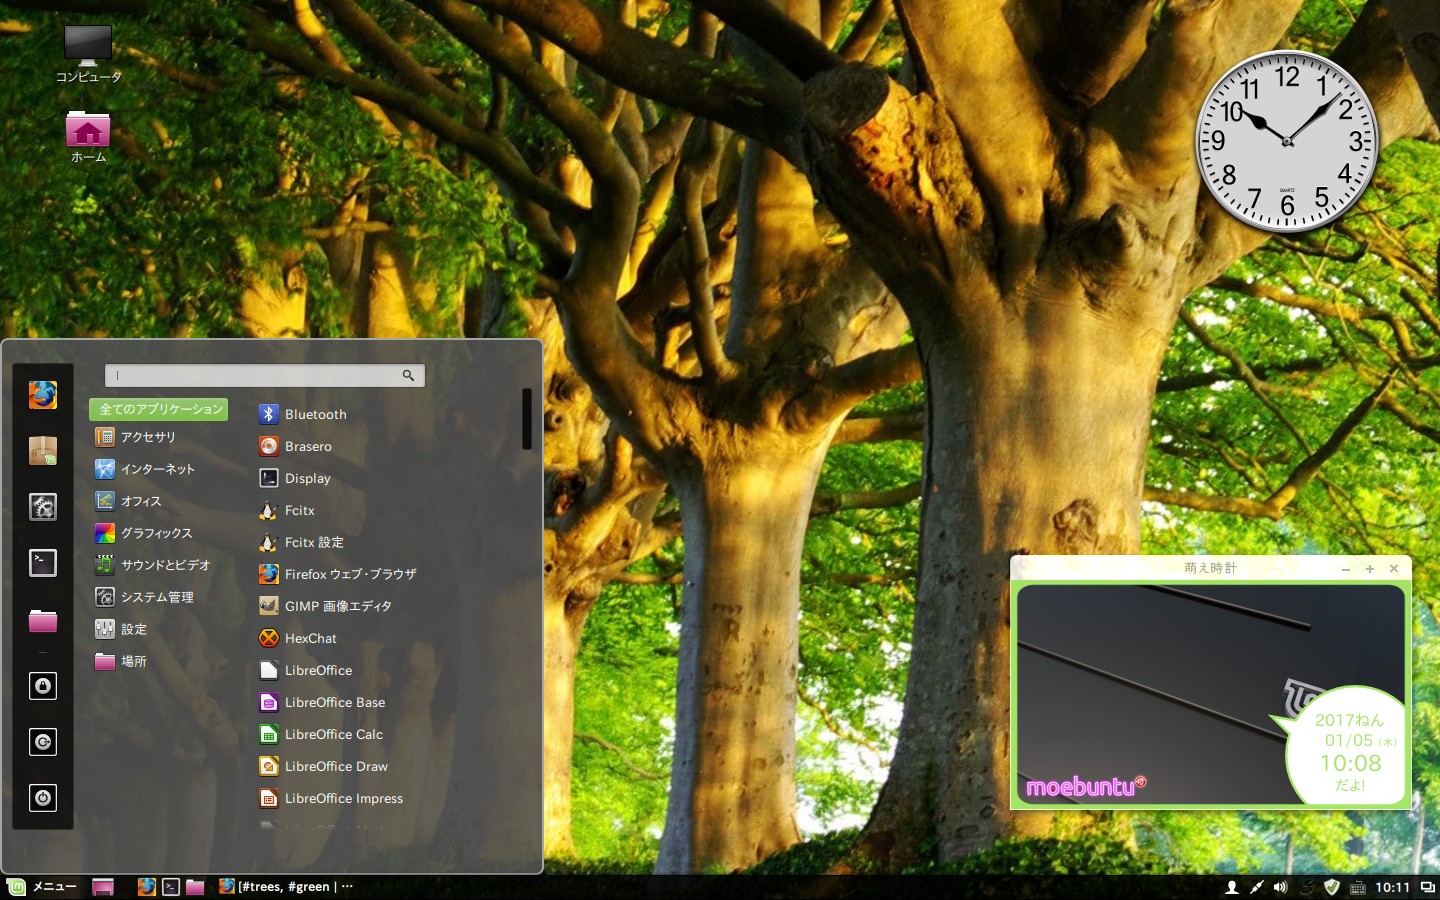 コンピュータ
ホーム
12
1
2
3
4
5
6
7
8
9
10
11
QUARTZ
全てのアプリケーション
アクセサリ
インターネット
オフィス
グラフィックス
サウンドとビデオ
システム管理
設定
場所
Bluetooth
Brasero
Display
Fcitx
Fcitx 設定
Firefox ウェブ・ブラウザ
GIMP 画像エディタ
HexChat
LibreOffice
LibreOffice Base
LibreOffice Calc
LibreOffice Draw
LibreOffice Impress
LibreOffice Math
萌え時計
moebuntu
2017ねん
01/05 (木)
10:08
だよ!
メニュー
[#trees, #green | ...
10:11